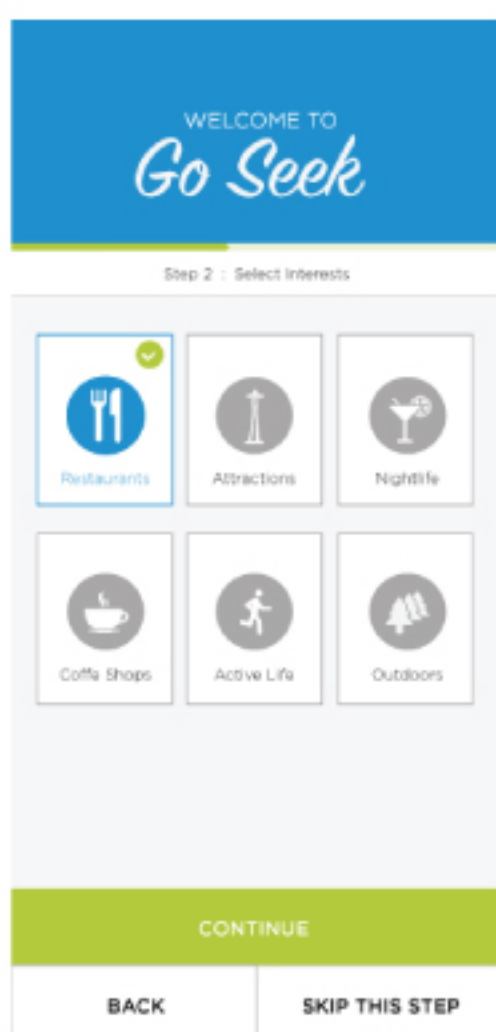 WELCOME TO
Go Seek
Step 2 : Select Interests
Restaurants
Attractions
Nightlife
Coffe Shops
Active Life
Outdoors
CONTINUE
BACK
SKIP THIS STEP